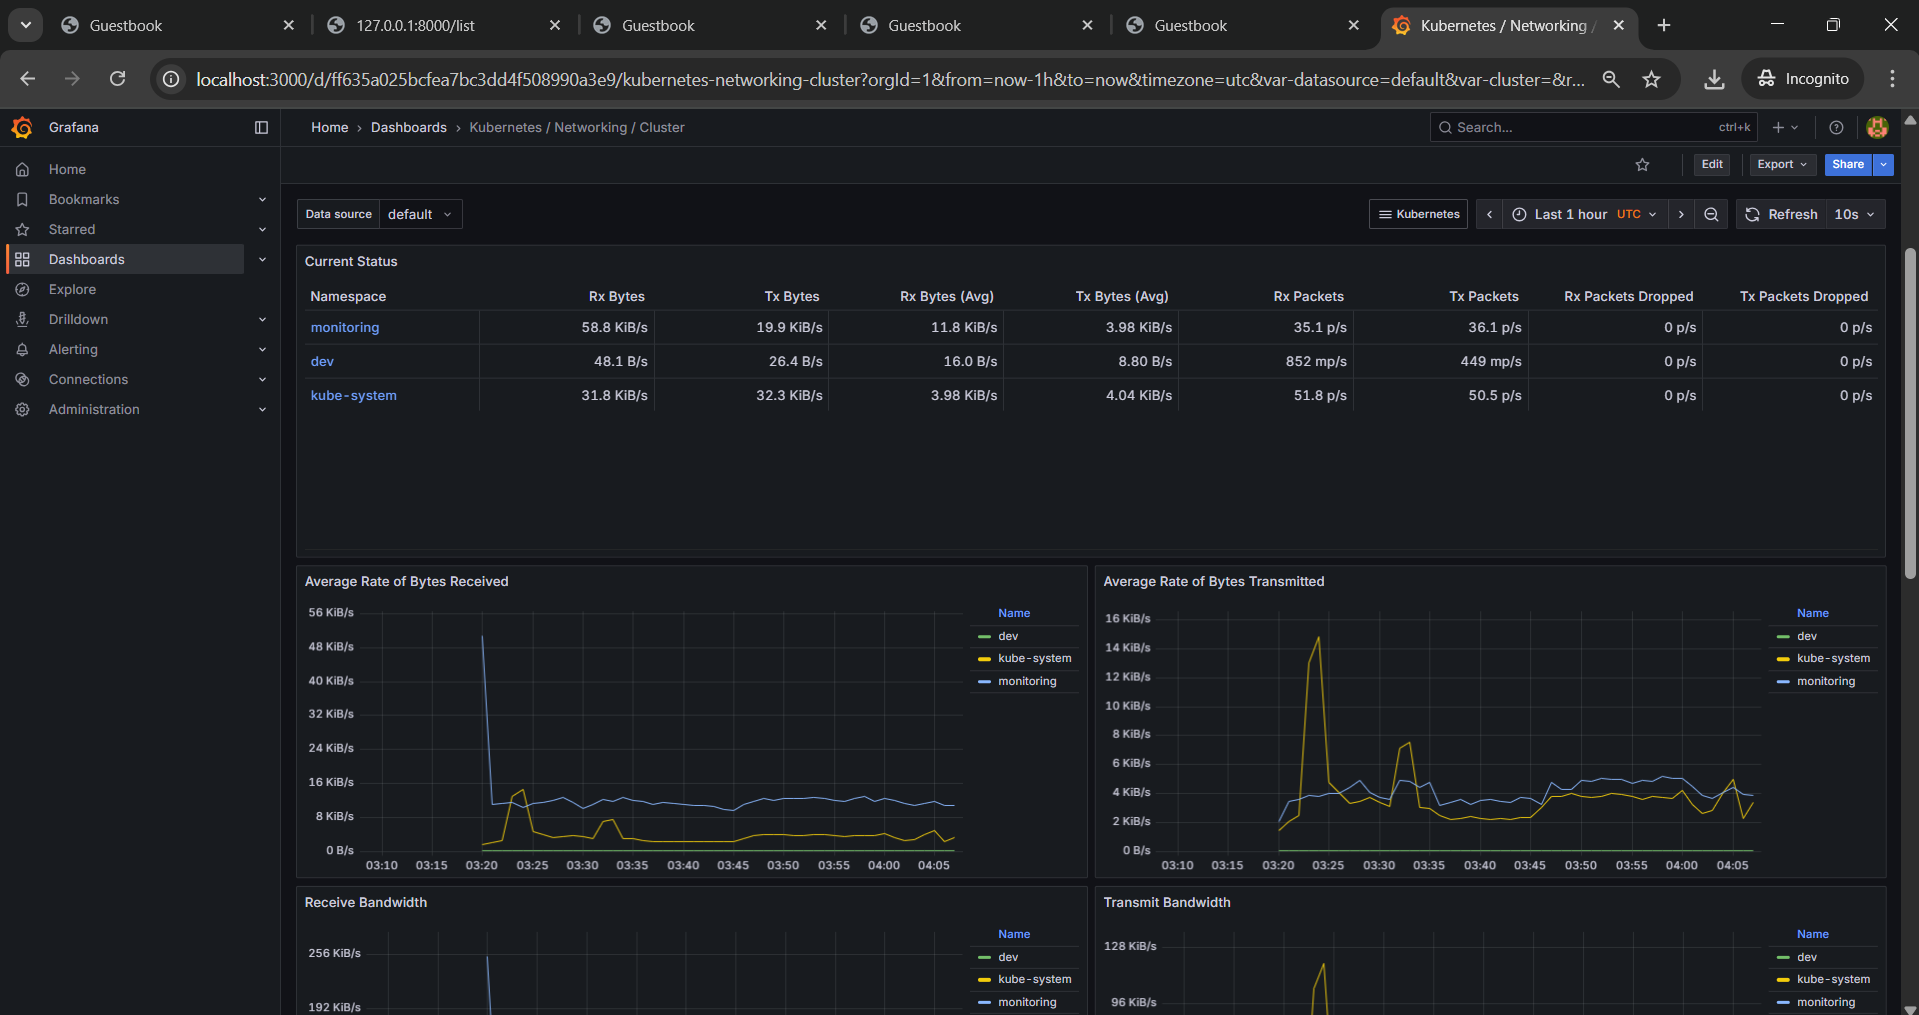 Guestbook
127.0.0.1:8000/list
Guestbook
Guestbook
Guestbook
Kubernetes / Networking /
localhost:3000/d/ff635a025bcfea7bc3dd4f508990a3e9/kubernetes-networking-cluster?orgId=1&from=now-1h&to=now&timezone=utc&var-datasource=default&var-cluster=&r...
Incognito
Grafana
Home › Dashboards › Kubernetes / Networking / Cluster
Search... ctrl+k
Home
Bookmarks
Starred
Dashboards
Explore
Drilldown
Alerting
Connections
Administration
Edit Export Share
Data source default
Kubernetes Last 1 hour UTC Refresh 10s
Current Status
Namespace Rx Bytes Tx Bytes Rx Bytes (Avg) Tx Bytes (Avg) Rx Packets Tx Packets Rx Packets Dropped Tx Packets Dropped
monitoring 58.8 KiB/s 19.9 KiB/s 11.8 KiB/s 3.98 KiB/s 35.1 p/s 36.1 p/s 0 p/s 0 p/s
dev 48.1 B/s 26.4 B/s 16.0 B/s 8.80 B/s 852 mp/s 449 mp/s 0 p/s 0 p/s
kube-system 31.8 KiB/s 32.3 KiB/s 3.98 KiB/s 4.04 KiB/s 51.8 p/s 50.5 p/s 0 p/s 0 p/s
Average Rate of Bytes Received
56 KiB/s
48 KiB/s
40 KiB/s
32 KiB/s
24 KiB/s
16 KiB/s
8 KiB/s
0 B/s
03:10 03:15 03:20 03:25 03:30 03:35 03:40 03:45 03:50 03:55 04:00 04:05
Name
dev
kube-system
monitoring
Average Rate of Bytes Transmitted
16 KiB/s
14 KiB/s
12 KiB/s
10 KiB/s
8 KiB/s
6 KiB/s
4 KiB/s
2 KiB/s
0 B/s
03:10 03:15 03:20 03:25 03:30 03:35 03:40 03:45 03:50 03:55 04:00 04:05
Name
dev
kube-system
monitoring
Receive Bandwidth
256 KiB/s
192 KiB/s
Name
dev
kube-system
monitoring
Transmit Bandwidth
128 KiB/s
96 KiB/s
Name
dev
kube-system
monitoring